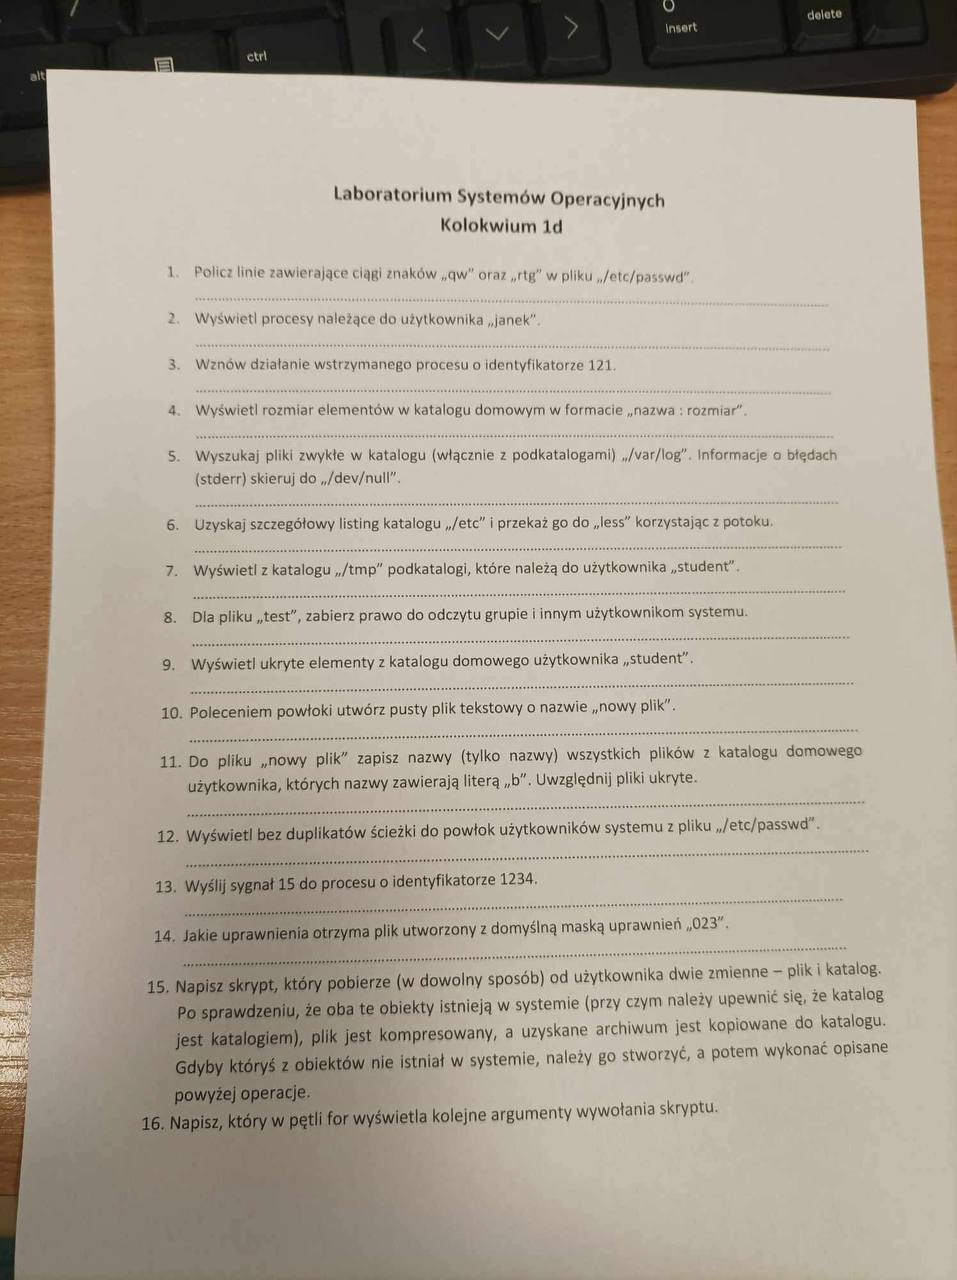 alt
ctrl
insert
delete
Laboratorium Systemów Operacyjnych
Kolokwium 1d
1. Policz linie zawierające ciągi znaków „qw” oraz „rtg” w pliku „/etc/passwd”.
2. Wyświetl procesy należące do użytkownika „janek”.
3. Wznów działanie wstrzymanego procesu o identyfikatorze 121.
4. Wyświetl rozmiar elementów w katalogu domowym w formacie „nazwa : rozmiar”.
5. Wyszukaj pliki zwykłe w katalogu (włącznie z podkatalogami) „/var/log”. Informacje o błędach
(stderr) skieruj do „/dev/null”.
6. Uzyskaj szczegółowy listing katalogu „/etc” i przekaż go do „less” korzystając z potoku.
7. Wyświetl z katalogu „/tmp” podkatalogi, które należą do użytkownika „student”.
8. Dla pliku „test”, zabierz prawo do odczytu grupie i innym użytkownikom systemu.
9. Wyświetl ukryte elementy z katalogu domowego użytkownika „student”.
10. Poleceniem powłoki utwórz pusty plik tekstowy o nazwie „nowy plik”.
11. Do pliku „nowy plik” zapisz nazwy (tylko nazwy) wszystkich plików z katalogu domowego
użytkownika, których nazwy zawierają literą „b”. Uwzględnij pliki ukryte.
12. Wyświetl bez duplikatów ścieżki do powłok użytkowników systemu z pliku „/etc/passwd”.
13. Wyślij sygnał 15 do procesu o identyfikatorze 1234.
14. Jakie uprawnienia otrzyma plik utworzony z domyślną maską uprawnień „023”.
15. Napisz skrypt, który pobierze (w dowolny sposób) od użytkownika dwie zmienne – plik i katalog.
Po sprawdzeniu, że oba te obiekty istnieją w systemie (przy czym należy upewnić się, że katalog
jest katalogiem), plik jest kompresowany, a uzyskane archiwum jest kopiowane do katalogu.
Gdyby któryś z obiektów nie istniał w systemie, należy go stworzyć, a potem wykonać opisane
powyżej operacje.
16. Napisz, który w pętli for wyświetla kolejne argumenty wywołania skryptu.